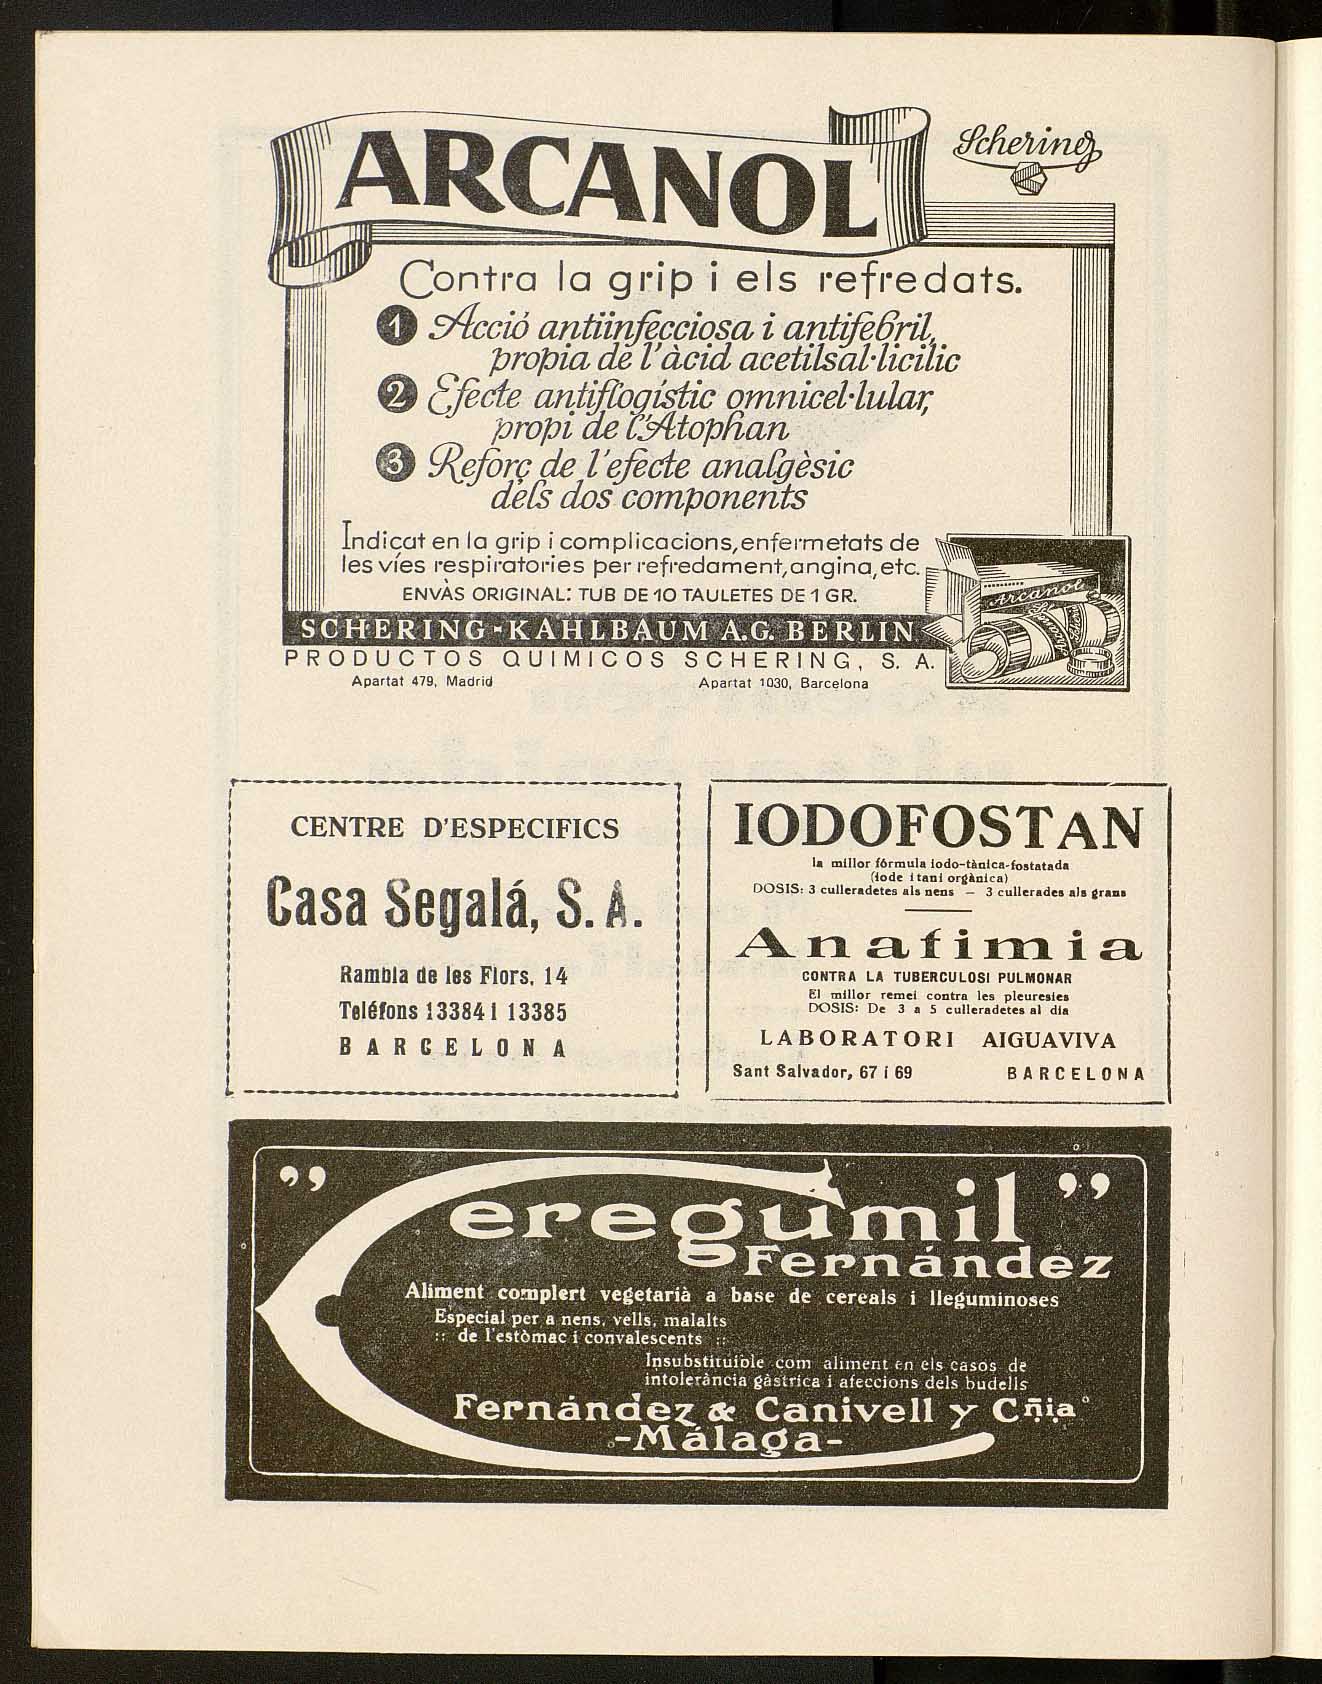 ARCANOL
Schering
Contra la grip i els refredats.
1 Acció antiinfecciosa i antifebril,
propia de l'àcid acetilsal·licilic
2 Efecte antiflogístic omnicel·lular,
propi de l'Atophan
3 Reforç de l'efecte analgèsic
dels dos components
Indicat en la grip i complicacions, enfermetats de
les víes respiratories per refredament, angina, etc.
ENVÀS ORIGINAL: TUB DE 10 TAULETES DE 1 GR.
Arcanol
SCHERING-KAHLBAUM A.G. BERLIN
PRODUCTOS QUIMICOS SCHERING, S. A.
Apartat 479, Madrid Apartat 1030, Barcelona
CENTRE D'ESPECIFICS
Casa Segalá, S. A.
Rambla de les Flors, 14
Teléfons 13384 i 13385
BARCELONA
IODOFOSTAN
la millor fórmula iodo-tànica-fostatada
(iode i tani orgànica)
DOSIS: 3 culleradetes als nens — 3 cullerades als grans
Anafimia
CONTRA LA TUBERCULOSI PULMONAR
El millor remei contra les pleuresies
DOSIS: De 3 a 5 culleradetes al dia
LABORATORI AIGUAVIVA
Sant Salvador, 67 i 69 BARCELONA
"Ceregumil"
Fernández
Aliment complert vegetarià a base de cereals i lleguminoses
Especial per a nens, vells, malalts
:: de l'estòmac i convalescents ::
Insubstituible com aliment en els casos de
intolerància gàstrica i afeccions dels budells
Fernández & Canivell y Cñia
-Málaga-